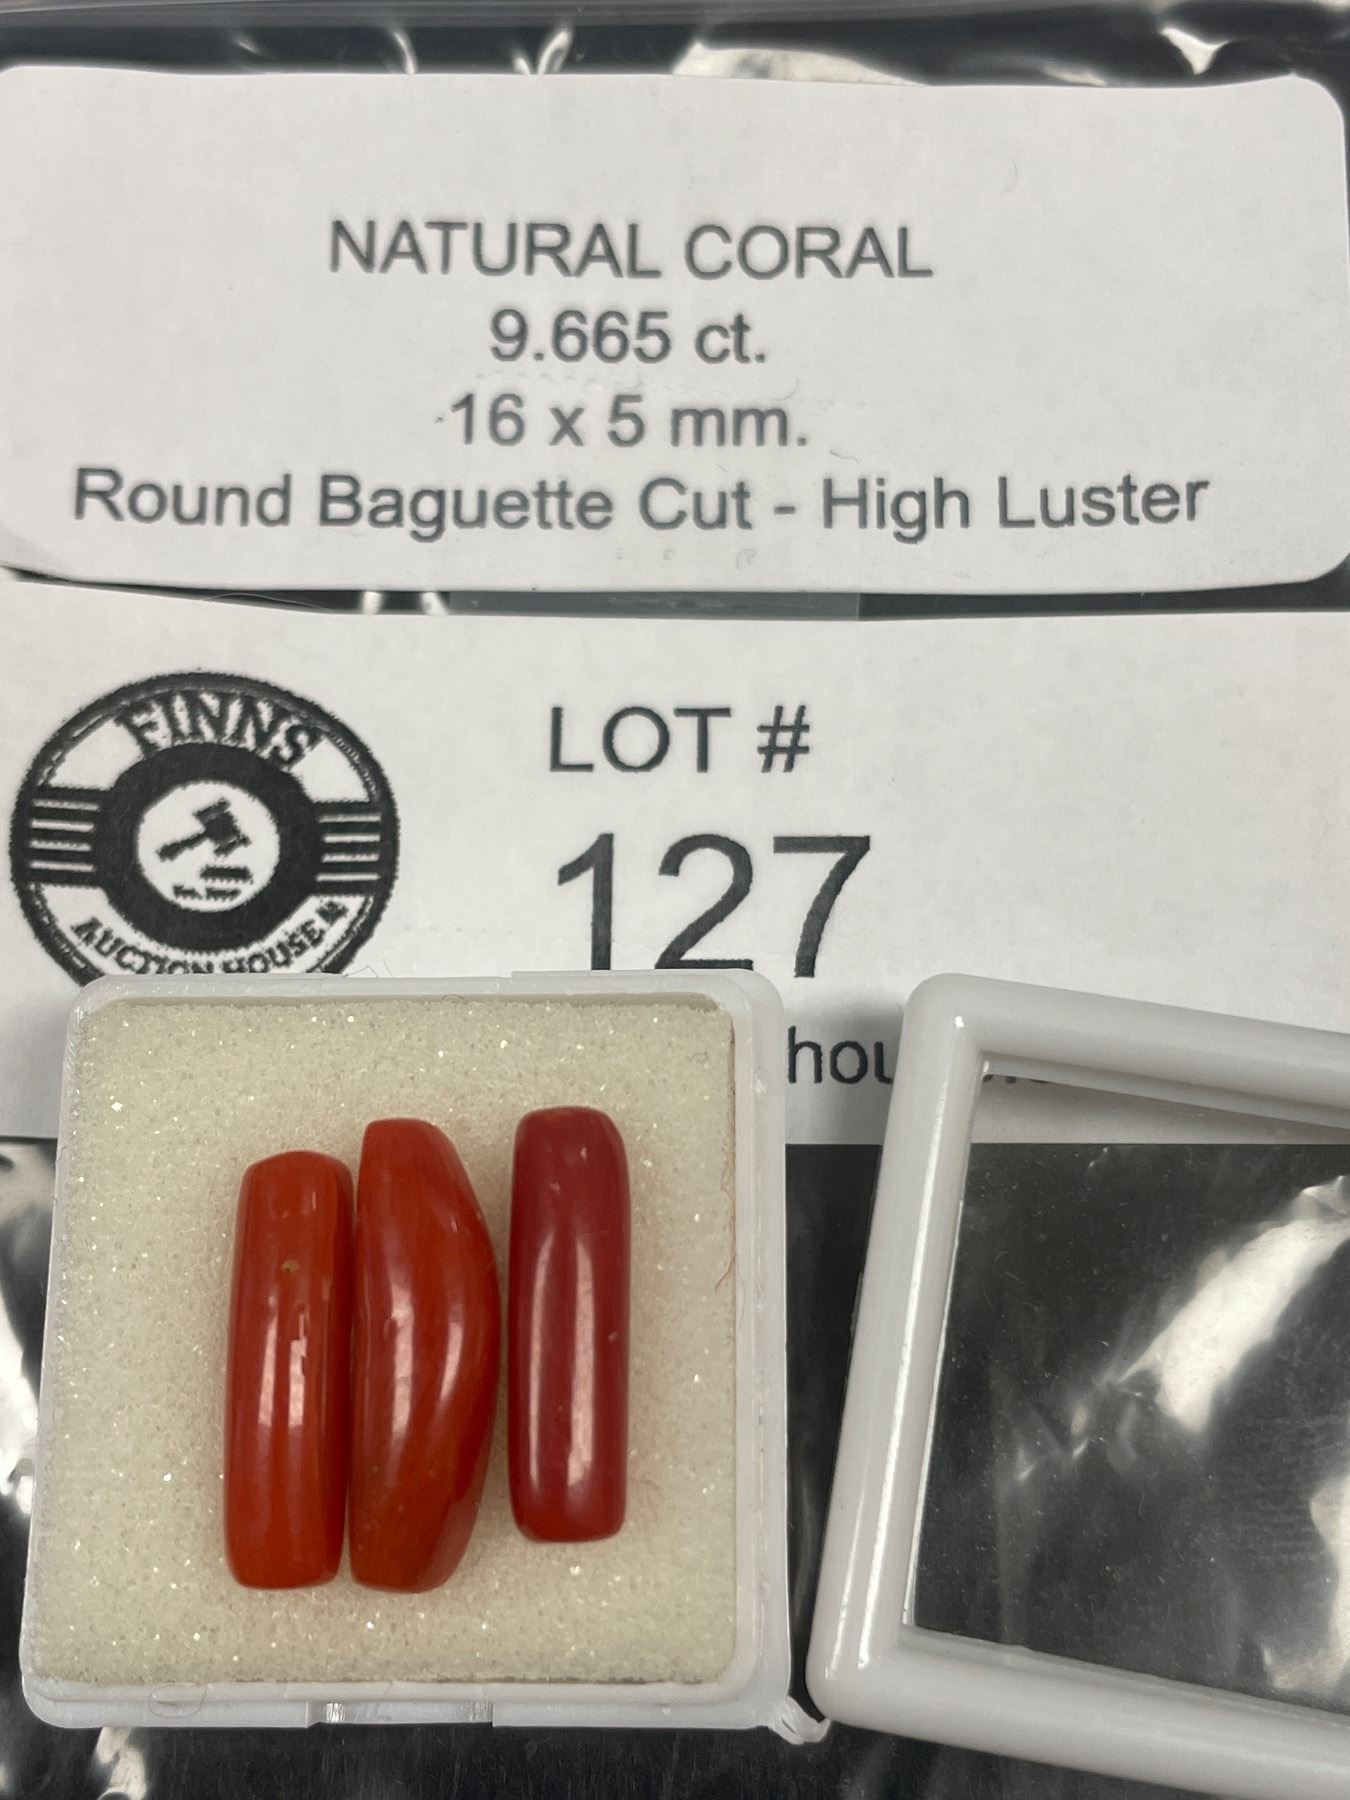 NATURAL CORAL
9.665 ct.
16 x 5 mm.
Round Baguette Cut - High Luster
FINNS
AUCTION HOUSE
LOT #
127